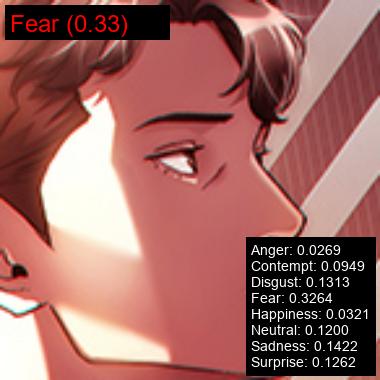 Fear (0.33)
Anger: 0.0269
Contempt: 0.0949
Disgust: 0.1313
Fear: 0.3264
Happiness: 0.0321
Neutral: 0.1200
Sadness: 0.1422
Surprise: 0.1262